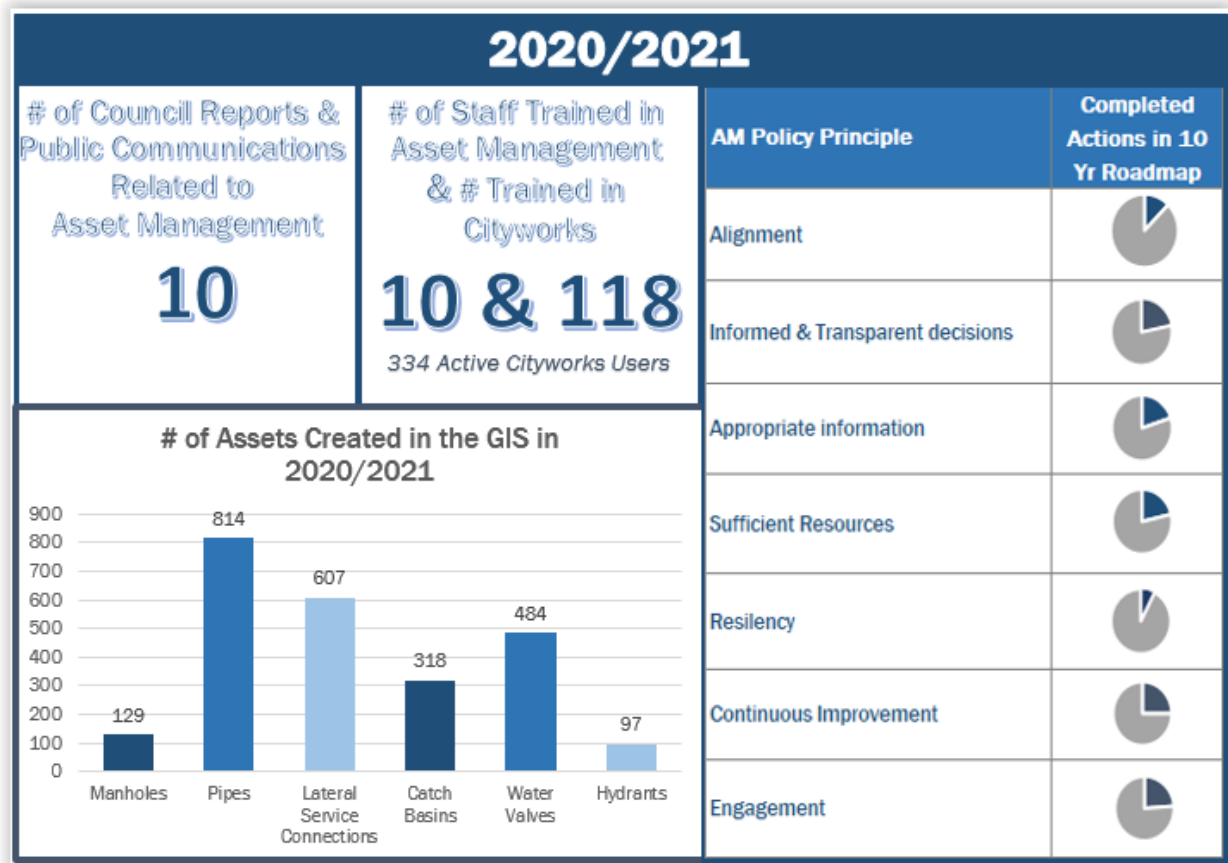 2020/2021
# of Council Reports &
Public Communications
Related to
Asset Management
10
# of Staff Trained in
Asset Management
& # Trained in
Cityworks
10 & 118
334 Active Cityworks Users
# of Assets Created in the GIS in
2020/2021
900
800
700
600
500
400
300
200
100
0
129
814
607
318
484
97
Manholes
Pipes
Lateral
Service
Connections
Catch
Basins
Water
Valves
Hydrants
AM Policy Principle
Completed
Actions in 10
Yr Roadmap
Alignment
Informed & Transparent decisions
Appropriate information
Sufficient Resources
Resilency
Continuous Improvement
Engagement